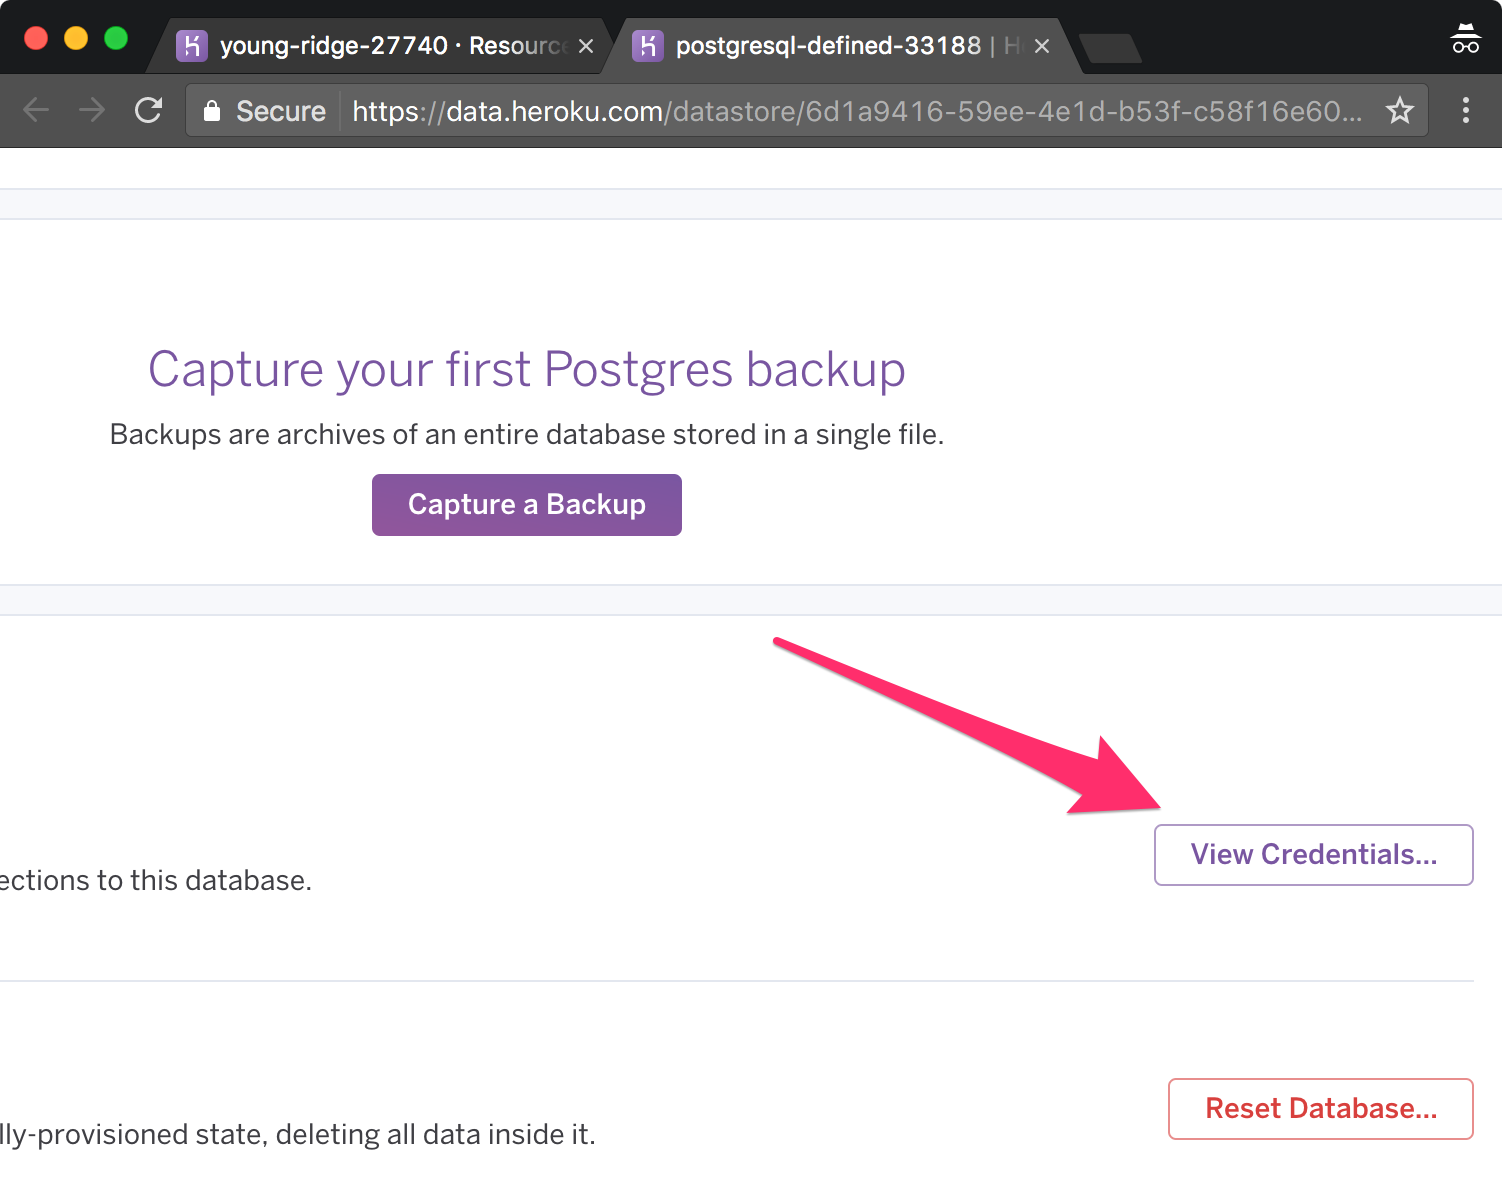 young-ridge-27740 · Resource
postgresql-defined-33188 | H
Secure
https://data.heroku.com/datastore/6d1a9416-59ee-4e1d-b53f-c58f16e60...
Capture your first Postgres backup
Backups are archives of an entire database stored in a single file.
Capture a Backup
View Credentials...
ections to this database.
Reset Database...
lly-provisioned state, deleting all data inside it.